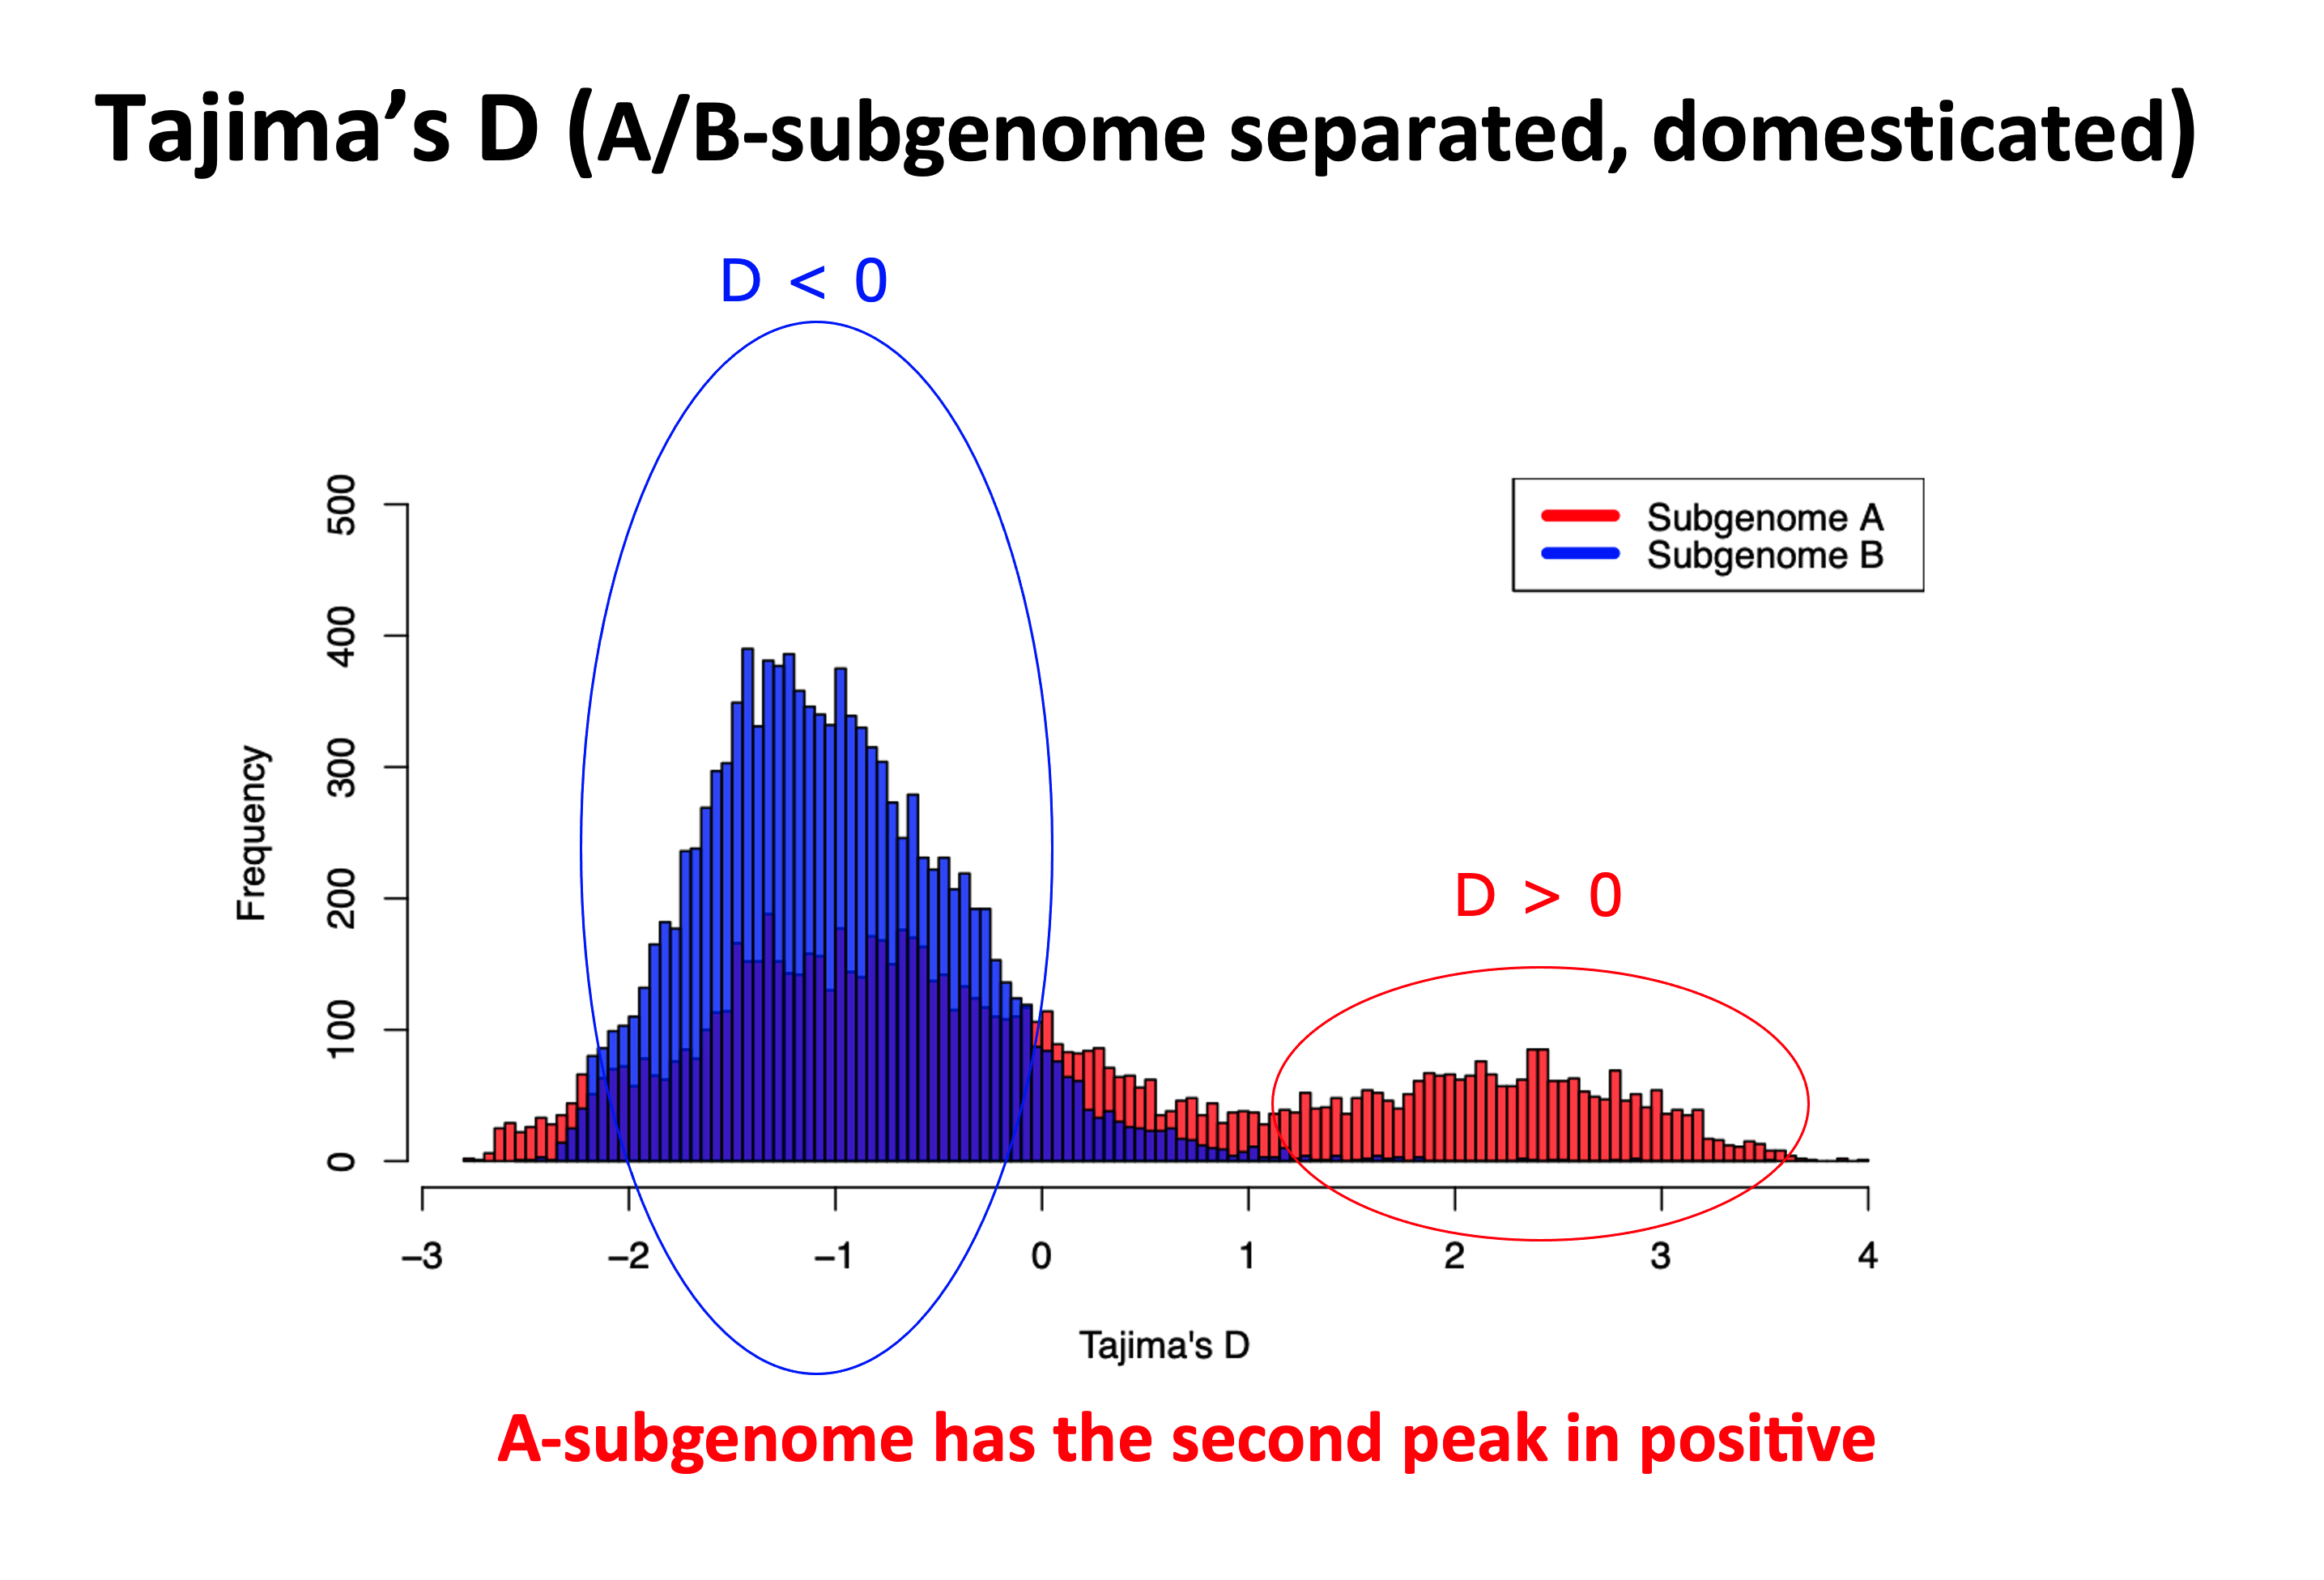 Tajima’s D (A/B-subgenome separated, domesticated)
D < 0
500
400
300
200
100
0
Frequency
Subgenome A
Subgenome B
D > 0
−3
−2
−1
0
1
2
3
4
Tajima's D
A-subgenome has the second peak in positive